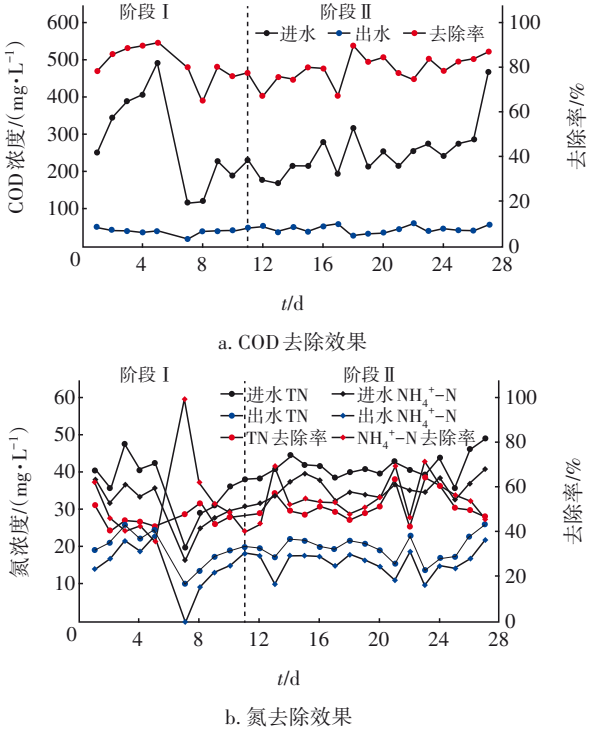 阶段Ⅰ 阶段Ⅱ
进水 出水 去除率
COD浓度/(mg·L⁻¹)
600
500
400
300
200
100
0
100
80
60
40
20
0
去除率/%
0 4 8 12 16 20 24 28
t/d
a. COD去除效果
阶段Ⅰ 阶段Ⅱ
进水TN 进水NH₄⁺-N
出水TN 出水NH₄⁺-N
TN去除率 NH₄⁺-N去除率
氮浓度/(mg·L⁻¹)
60
50
40
30
20
10
0
100
80
60
40
20
0
去除率/%
0 4 8 12 16 20 24 28
t/d
b. 氮去除效果